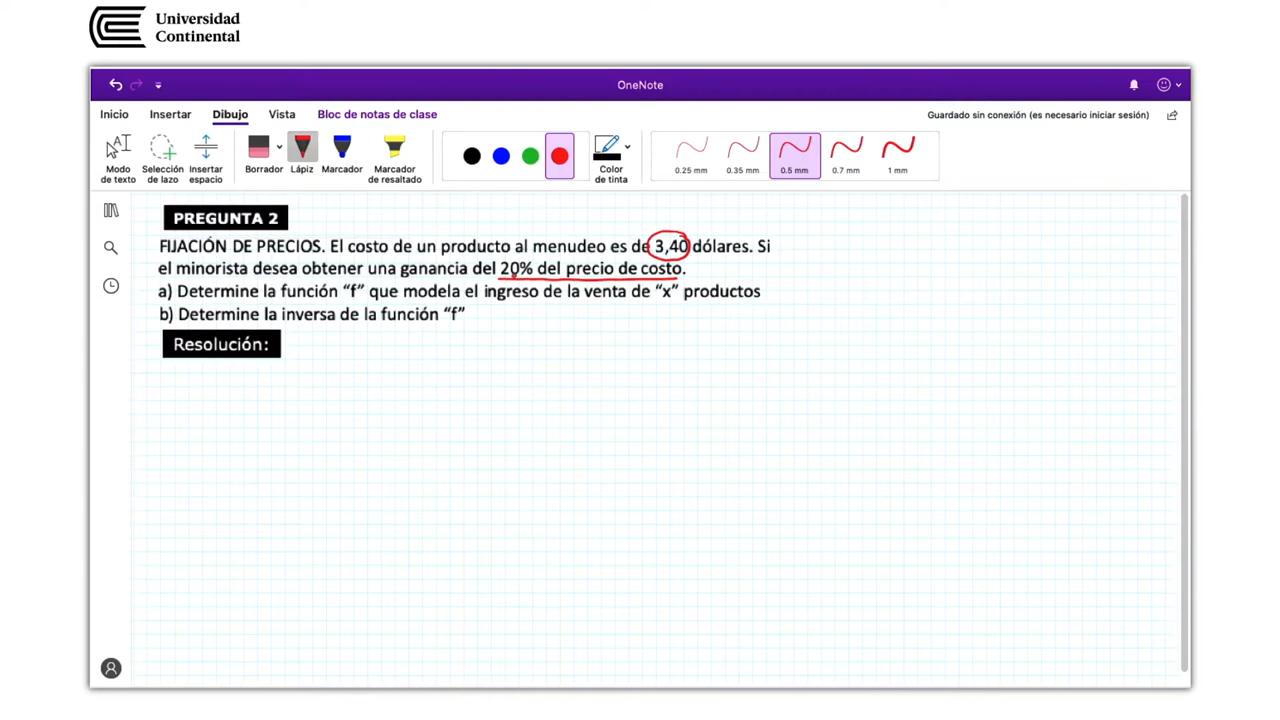 Universidad
Continental
OneNote
Inicio
Insertar
Dibujo
Vista
Bloc de notas de clase
Guardado sin conexión (es necesario iniciar sesión)
Modo
de texto
Selección
de lazo
Insertar
espacio
Borrador
Lápiz
Marcador
Marcador
de resaltado
Color
de tinta
0.25 mm
0.35 mm
0.5 mm
0.7 mm
1 mm
PREGUNTA 2
FIJACIÓN DE PRECIOS. El costo de un producto al menudeo es de 3,40 dólares. Si
el minorista desea obtener una ganancia del 20% del precio de costo.
a) Determine la función “f” que modela el ingreso de la venta de “x” productos
b) Determine la inversa de la función “f”
Resolución: